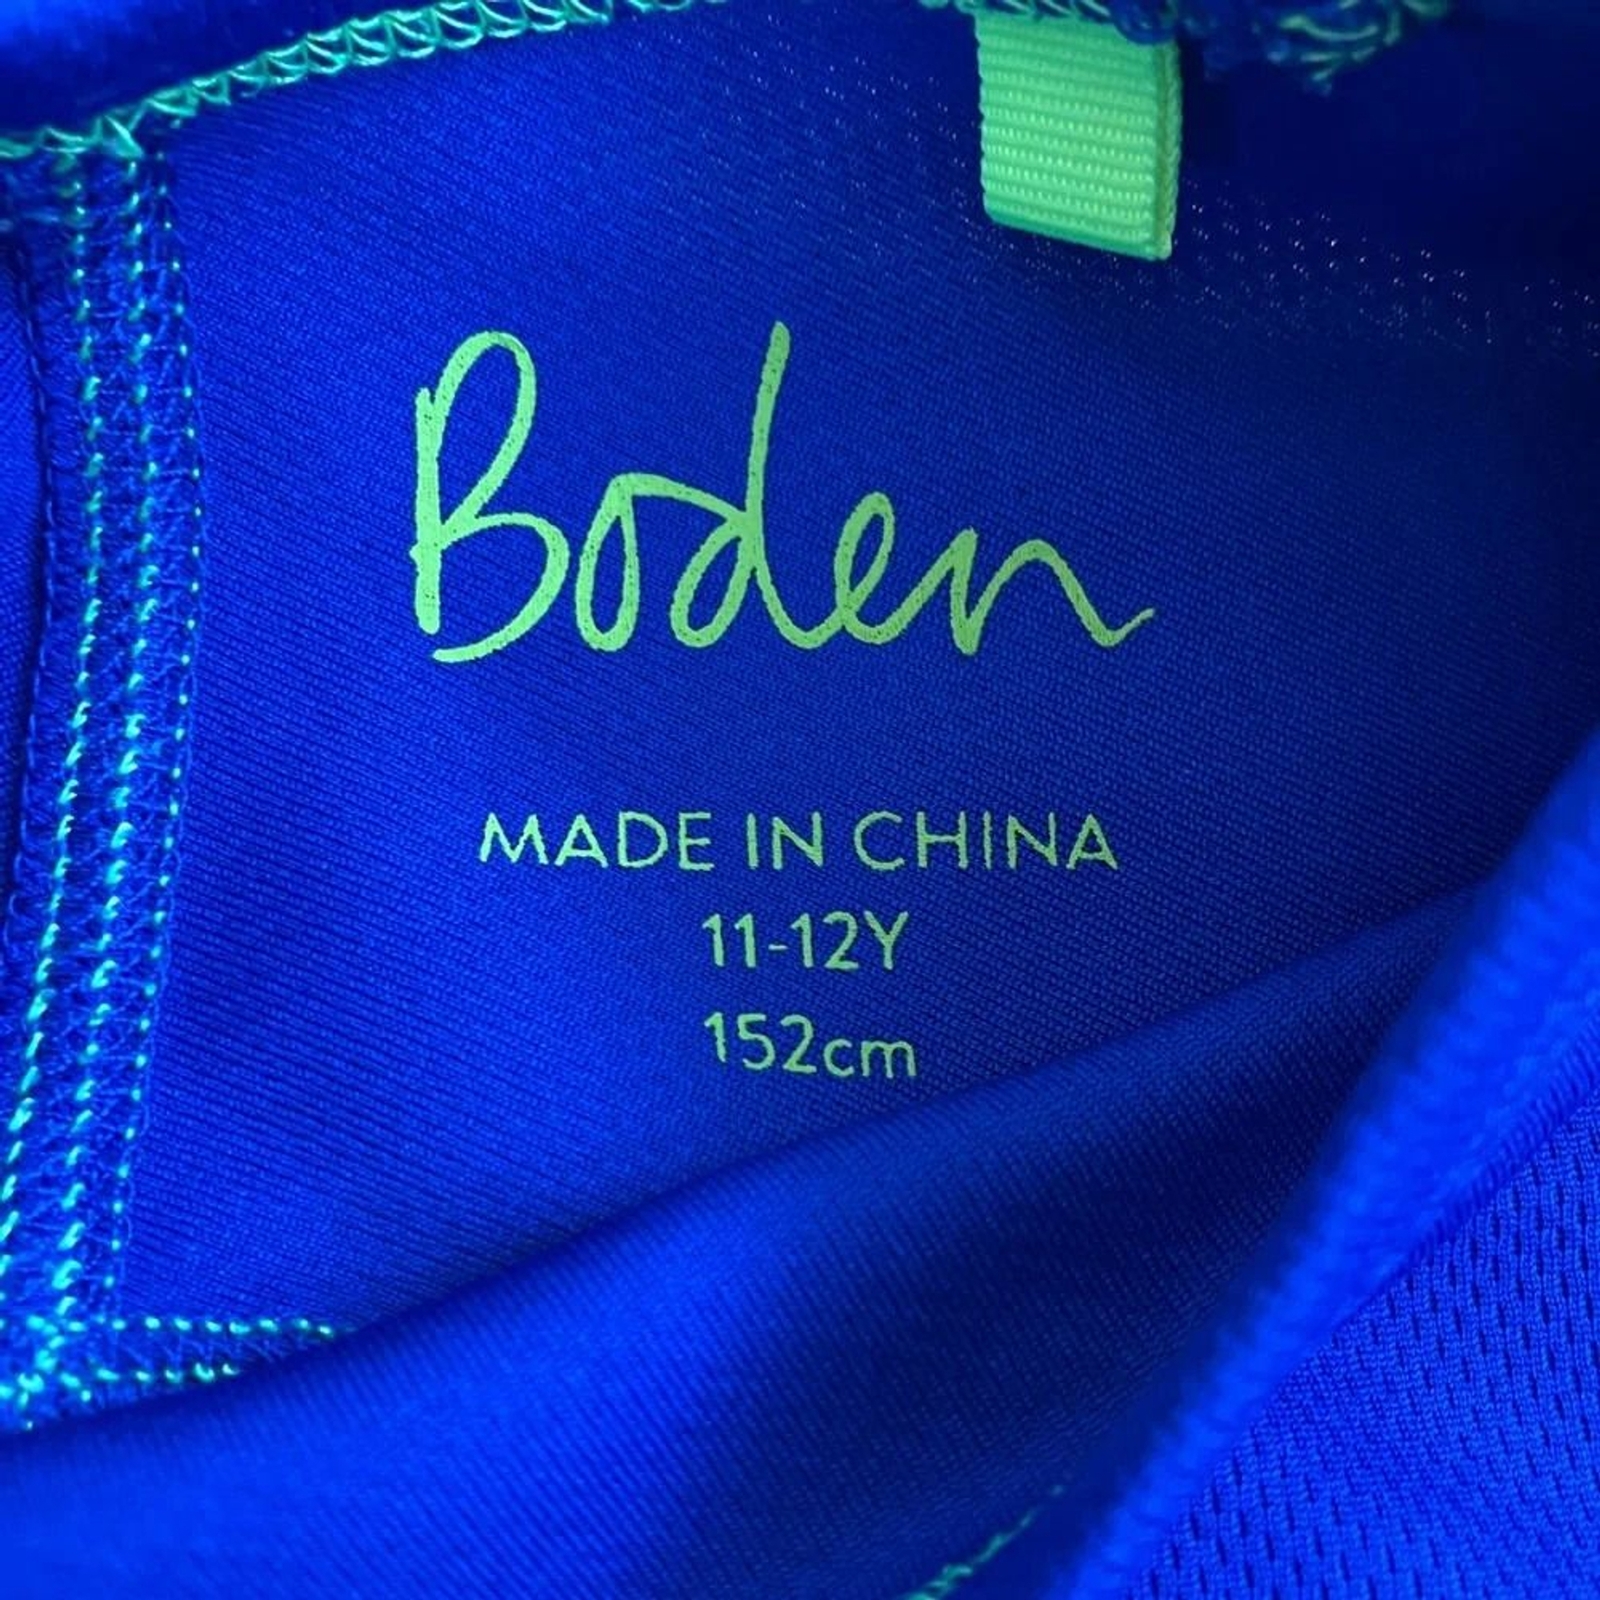 Boden
MADE IN CHINA
11-12Y
152cm